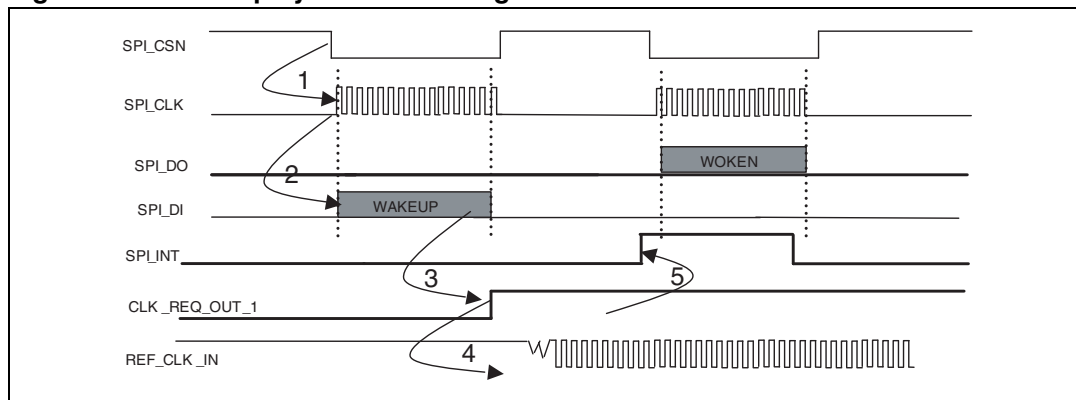 SPI_CSN
1
SPI_CLK
SPI_DO
WOKEN
2
SPI_DI
WAKEUP
SPI_INT
3
5
CLK _REQ_OUT_1
4
REF_CLK _IN